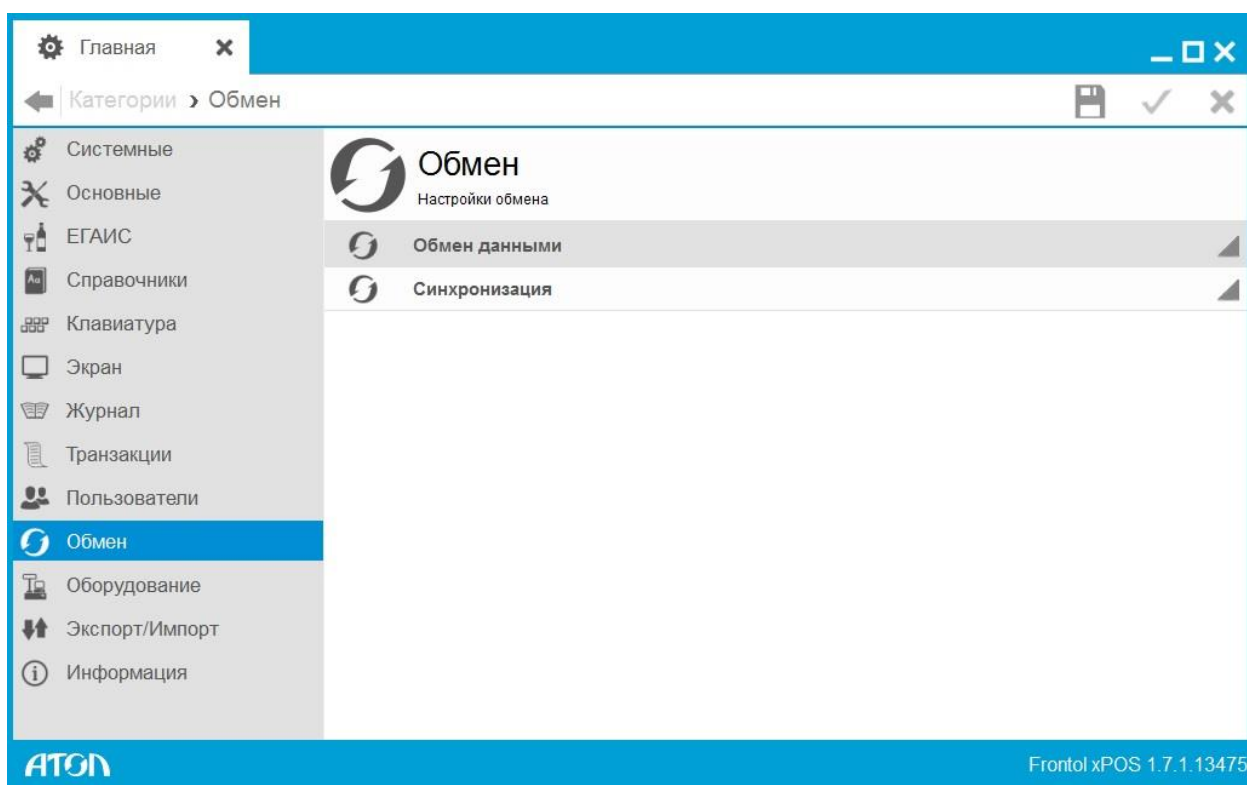 Главная
Категории › Обмен
Системные
Основные
ЕГАИС
Справочники
Клавиатура
Экран
Журнал
Транзакции
Пользователи
Обмен
Оборудование
Экспорт/Импорт
Информация
Обмен
Настройки обмена
Обмен данными
Синхронизация
АТОЛ
Frontol xPOS 1.7.1.13475